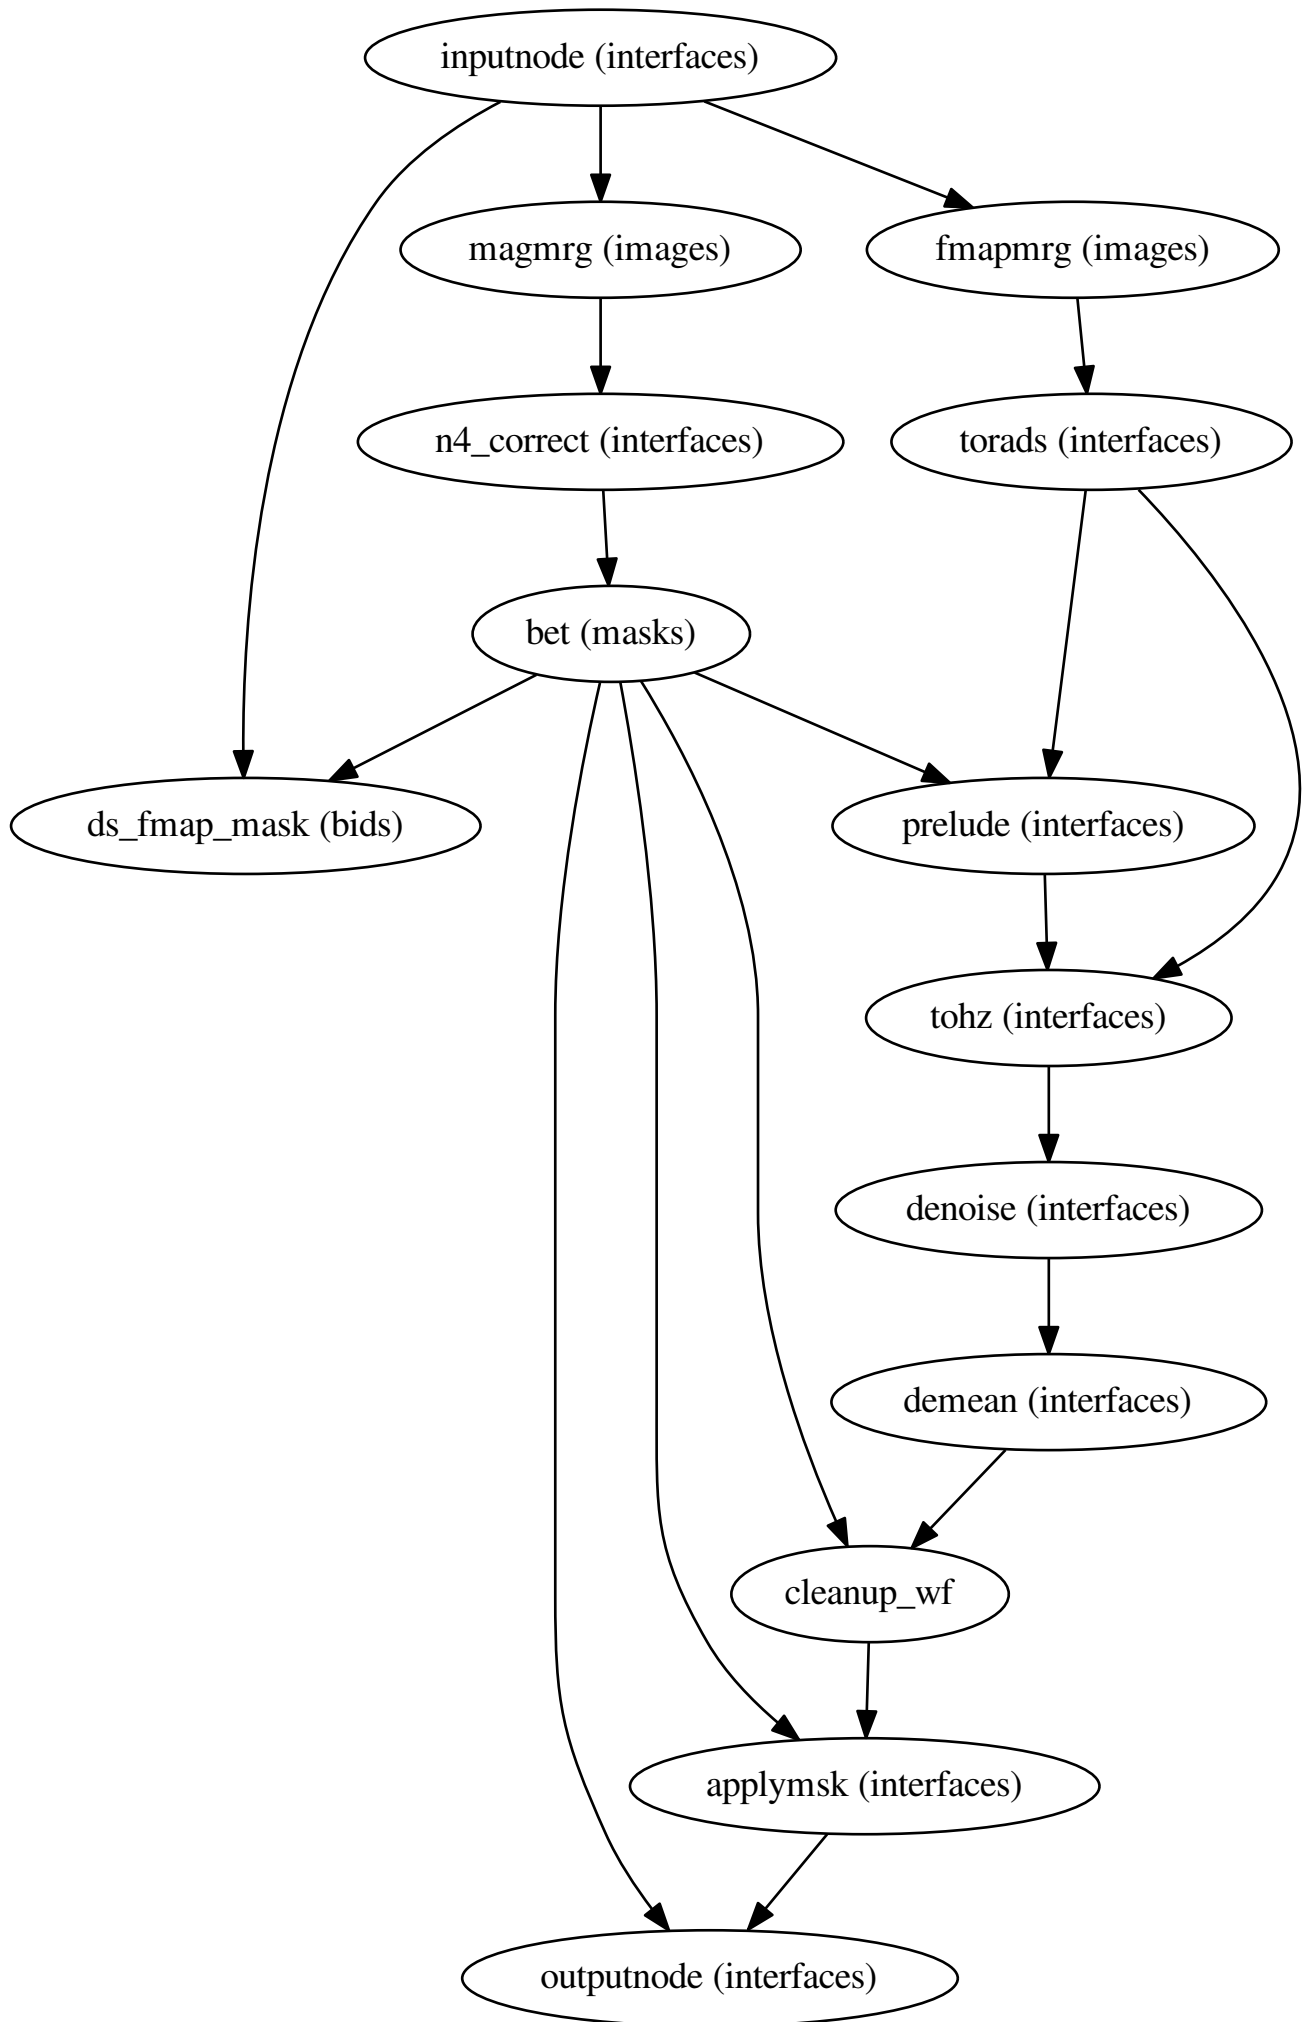 inputnode (interfaces)
magmrg (images)
fmapmrg (images)
n4_correct (interfaces)
torads (interfaces)
bet (masks)
ds_fmap_mask (bids)
prelude (interfaces)
tohz (interfaces)
denoise (interfaces)
demean (interfaces)
cleanup_wf
applymsk (interfaces)
outputnode (interfaces)